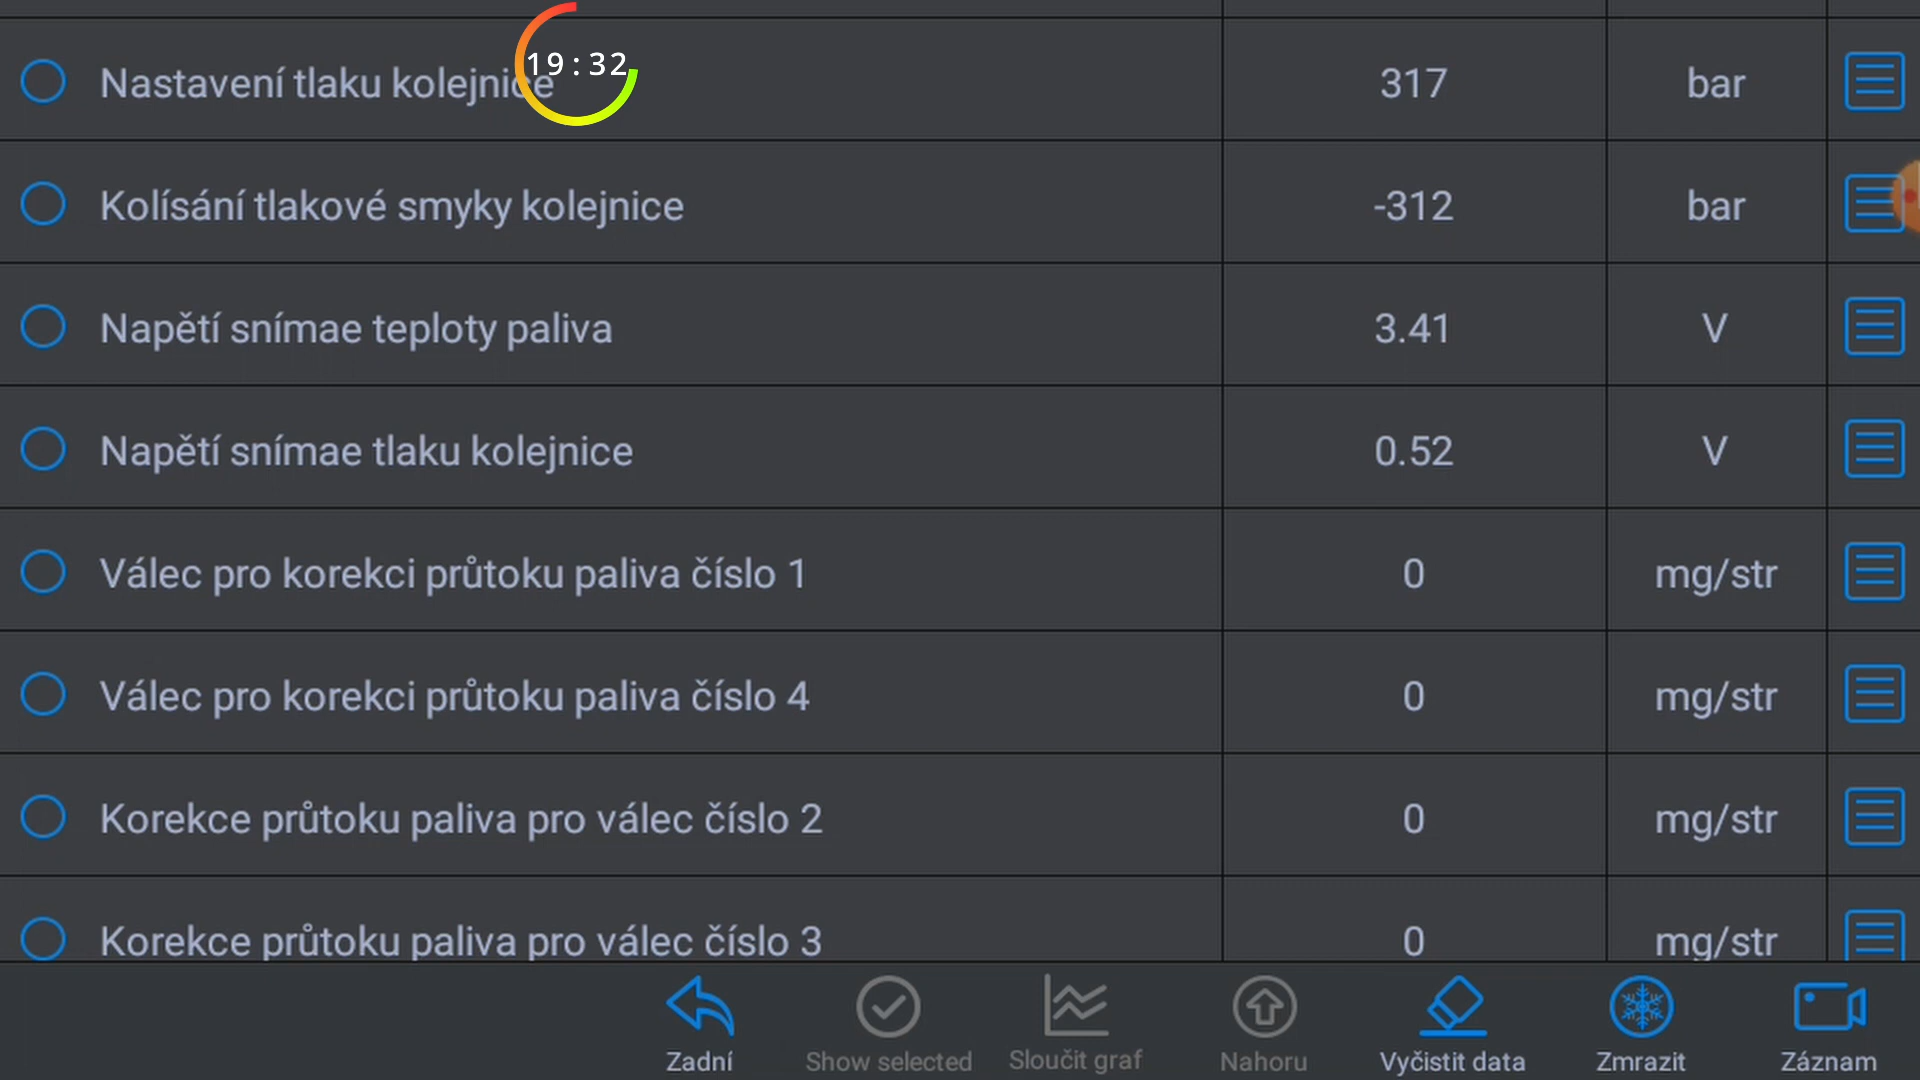 19:32
Nastavení tlaku kolejnice 317 bar
Kolísání tlakové smyky kolejnice -312 bar
Napětí snímae teploty paliva 3.41 V
Napětí snímae tlaku kolejnice 0.52 V
Válec pro korekci průtoku paliva číslo 1 0 mg/str
Válec pro korekci průtoku paliva číslo 4 0 mg/str
Korekce průtoku paliva pro válec číslo 2 0 mg/str
Korekce průtoku paliva pro válec číslo 3 0 mg/str
Zadní Show selected Sloučit graf Nahoru Vyčistit data Zmrazit Záznam